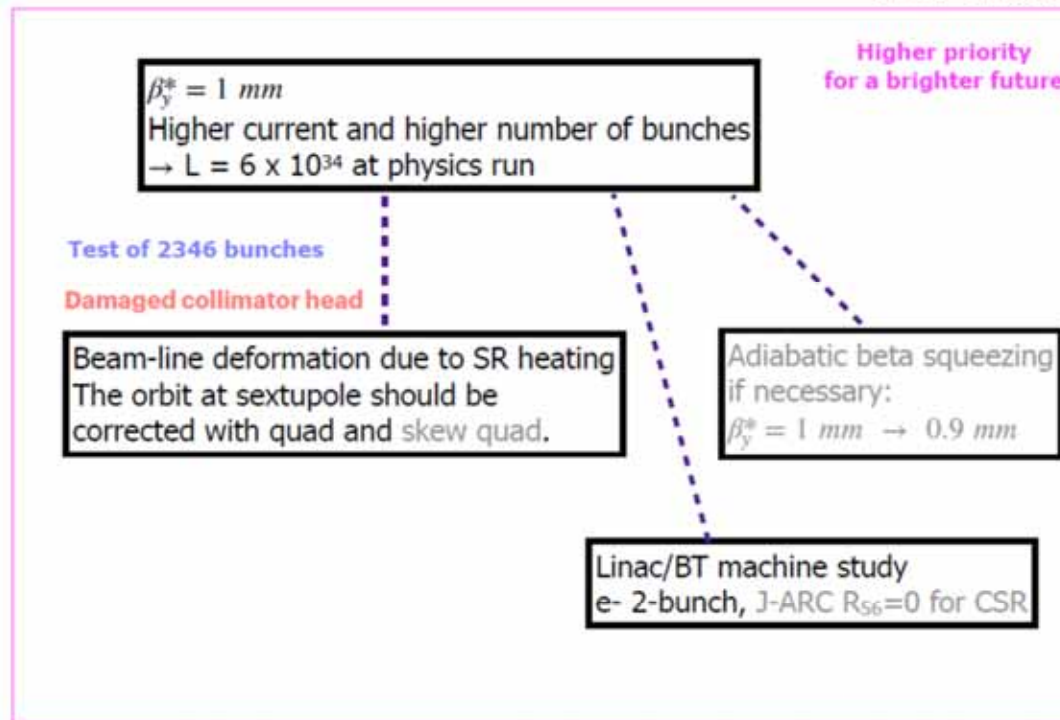 Higher priority
for a brighter future
β*y = 1 mm
Higher current and higher number of bunches
→ L = 6 x 10³⁴ at physics run
Test of 2346 bunches
Damaged collimator head
Beam-line deformation due to SR heating
The orbit at sextupole should be
corrected with quad and skew quad.
Adiabatic beta squeezing
if necessary:
β*y = 1 mm → 0.9 mm
Linac/BT machine study
e- 2-bunch, J-ARC R₅₆=0 for CSR